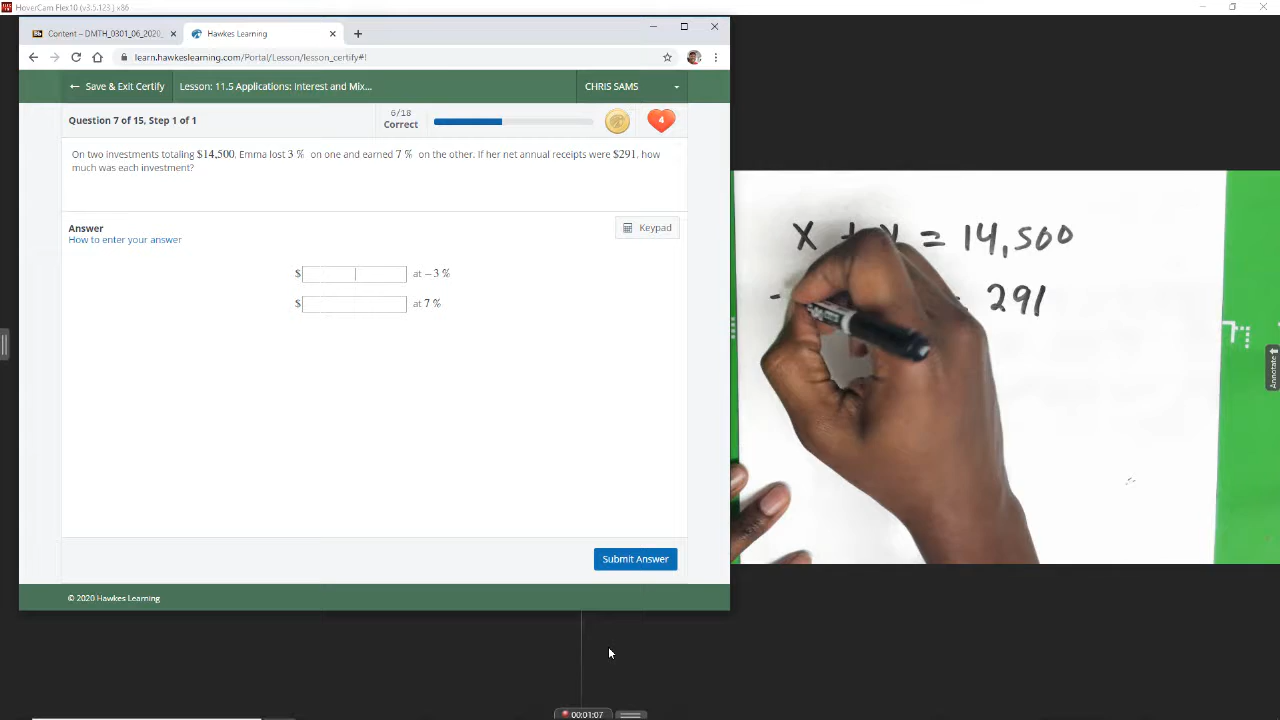 HoverCam Flex10 (v3.5.123 ) x86
Content – DMTH_0301_06_2020_
Hawkes Learning
learn.hawkeslearning.com/Portal/Lesson/lesson_certify#!
← Save & Exit Certify
Lesson: 11.5 Applications: Interest and Mix...
CHRIS SAMS
Question 7 of 15, Step 1 of 1
6/18
Correct
4
On two investments totaling $14,500, Emma lost 3 % on one and earned 7 % on the other. If her net annual receipts were $291, how
much was each investment?
Answer
How to enter your answer
Keypad
$ at −3 %
$ at 7 %
Submit Answer
© 2020 Hawkes Learning
x + y = 14,500
- 291
Annotate
00:01:07